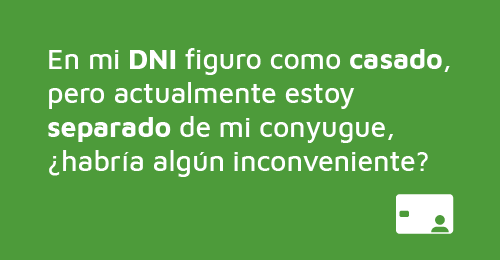 En mi DNI figuro como casado,
pero actualmente estoy
separado de mi conyugue,
¿habría algún inconveniente?